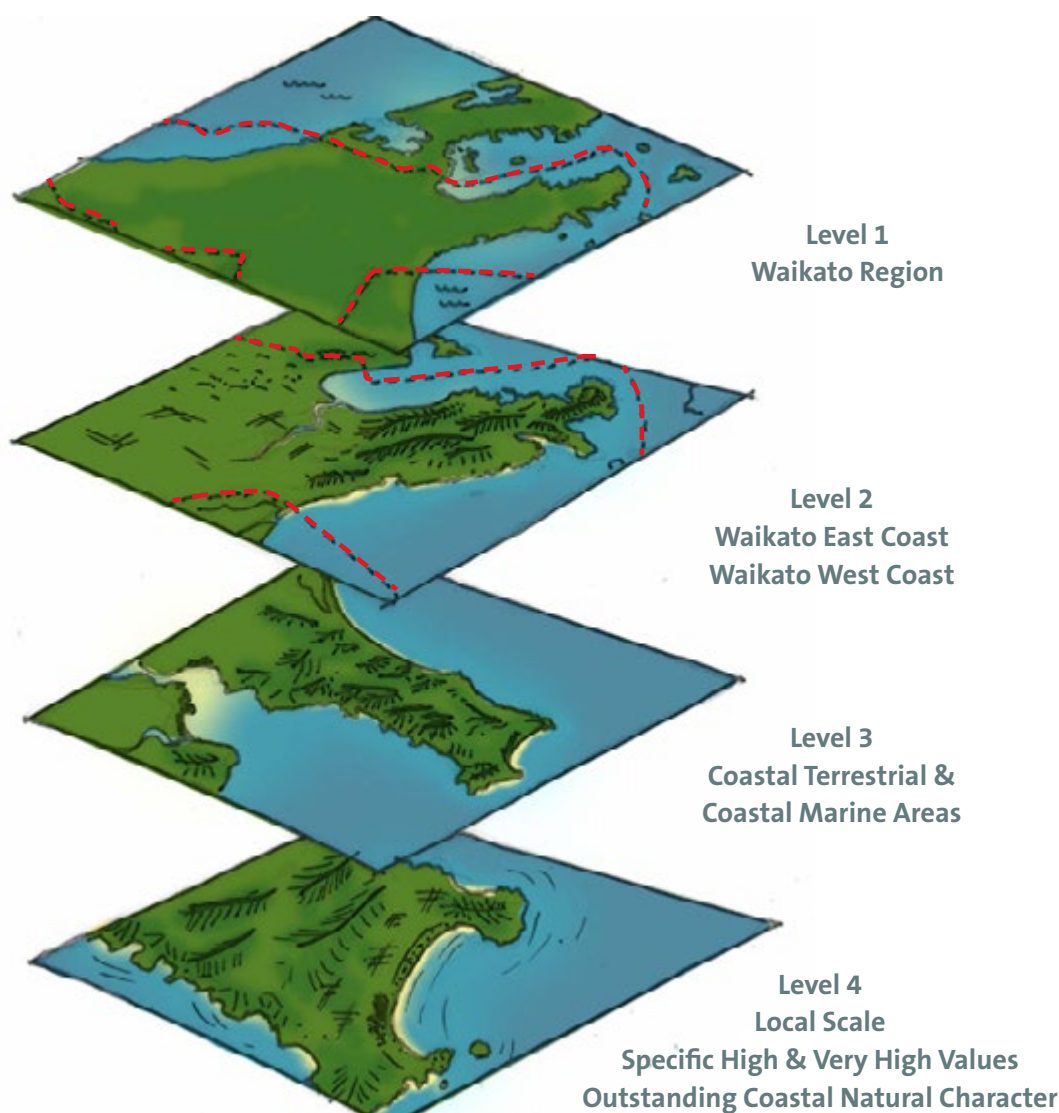 Level 1
Waikato Region
Level 2
Waikato East Coast
Waikato West Coast
Level 3
Coastal Terrestrial &
Coastal Marine Areas
Level 4
Local Scale
Specific High & Very High Values
Outstanding Coastal Natural Character